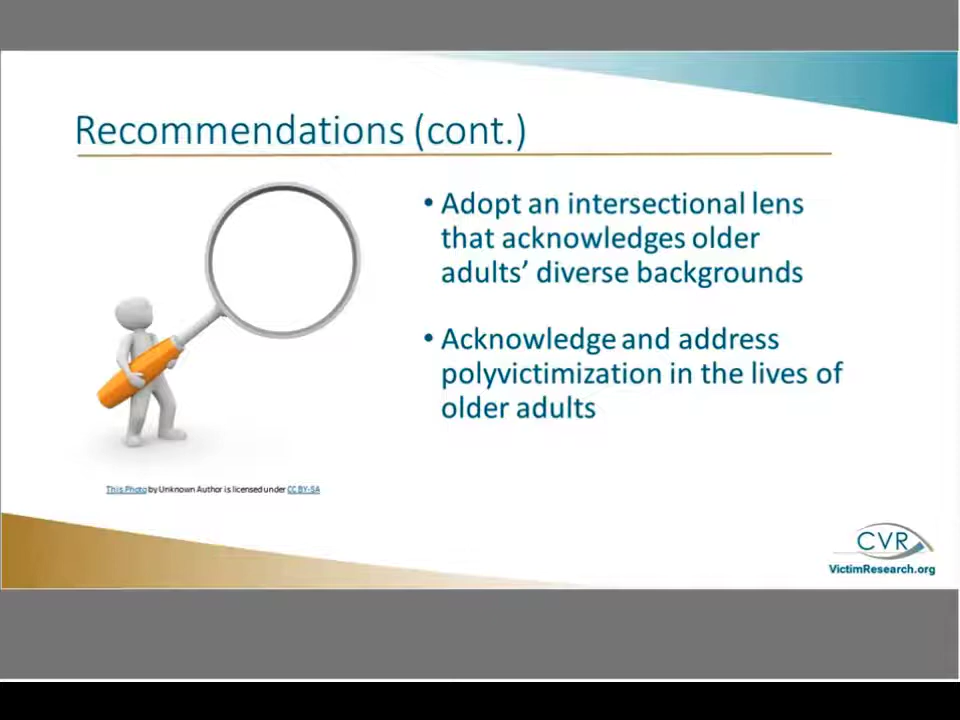 Recommendations (cont.)
• Adopt an intersectional lens
that acknowledges older
adults’ diverse backgrounds
• Acknowledge and address
polyvictimization in the lives of
older adults
This Photo by Unknown Author is licensed under CC BY-SA
CVR
VictimResearch.org